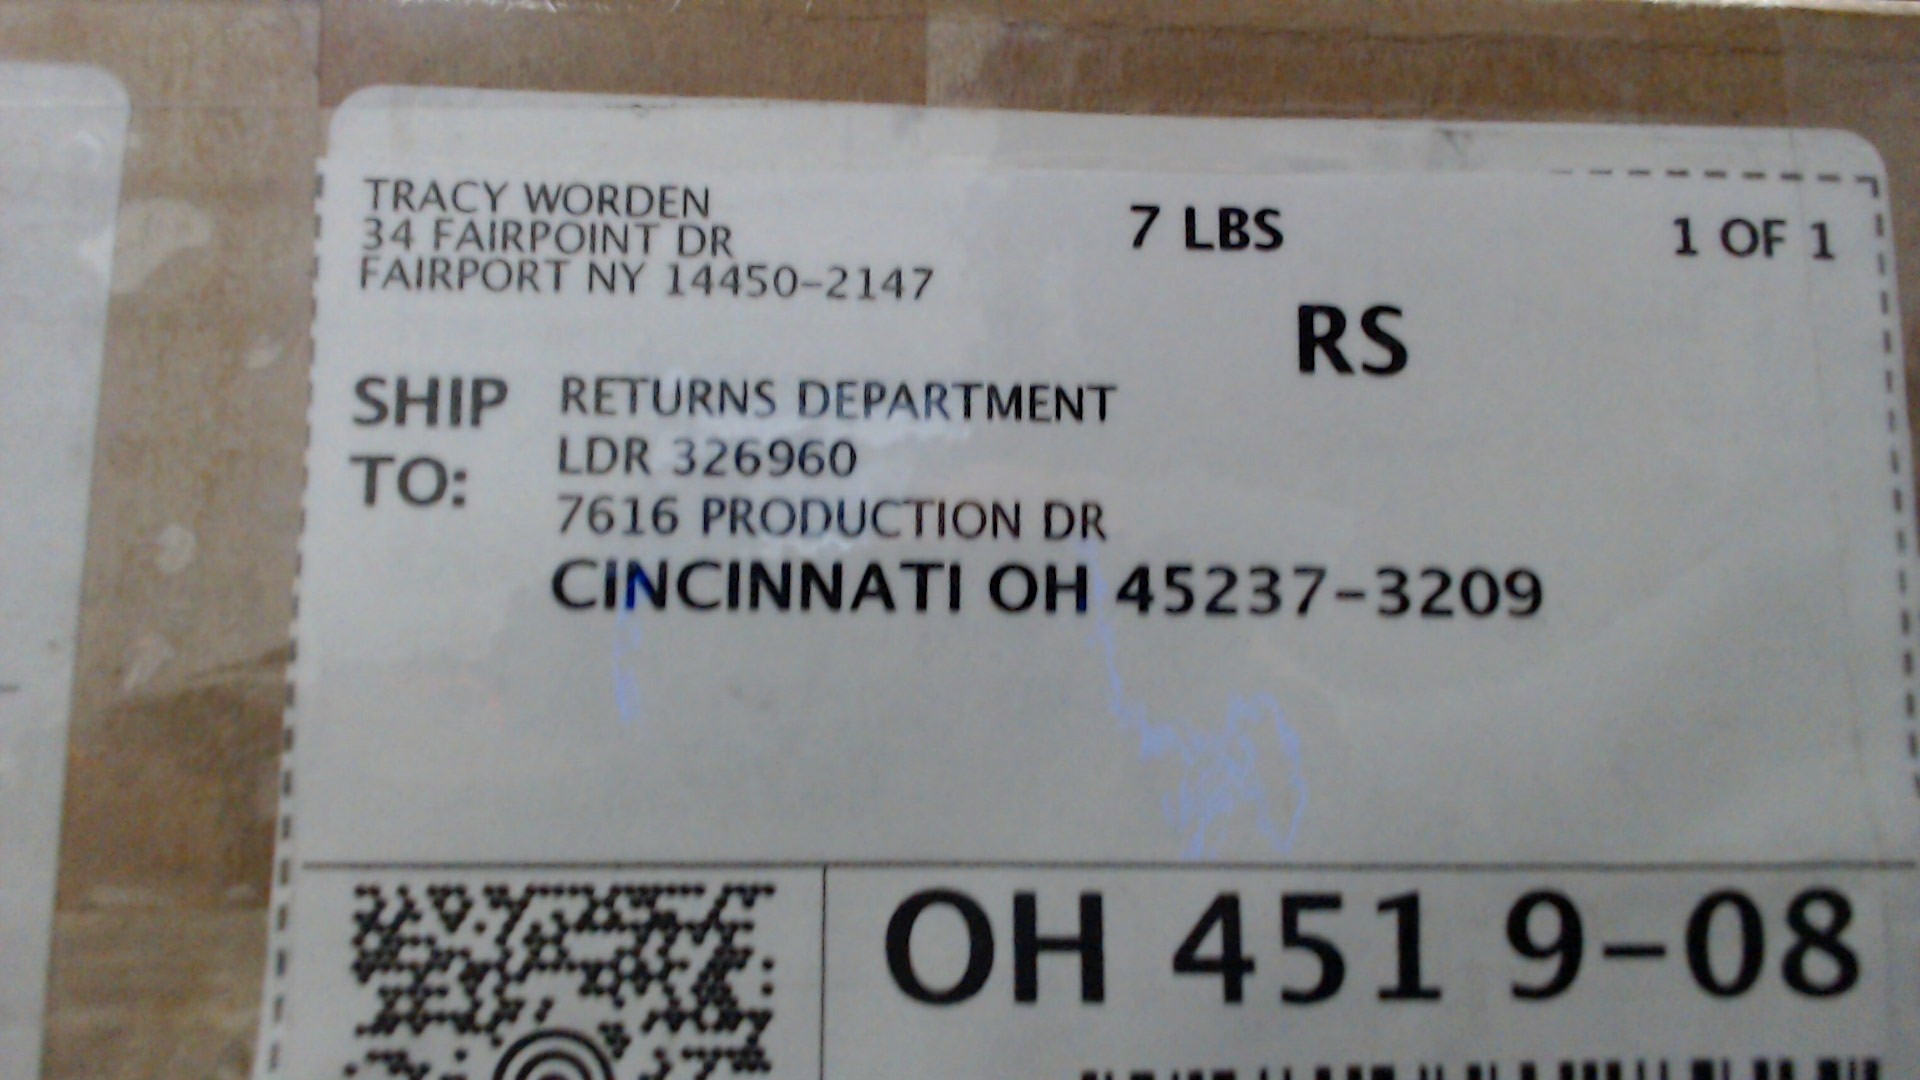 TRACY WORDEN
34 FAIRPOINT DR
FAIRPORT NY 14450-2147
7 LBS
1 OF 1
RS
SHIP TO:
RETURNS DEPARTMENT
LDR 326960
7616 PRODUCTION DR
CINCINNATI OH 45237-3209
OH 451 9-08